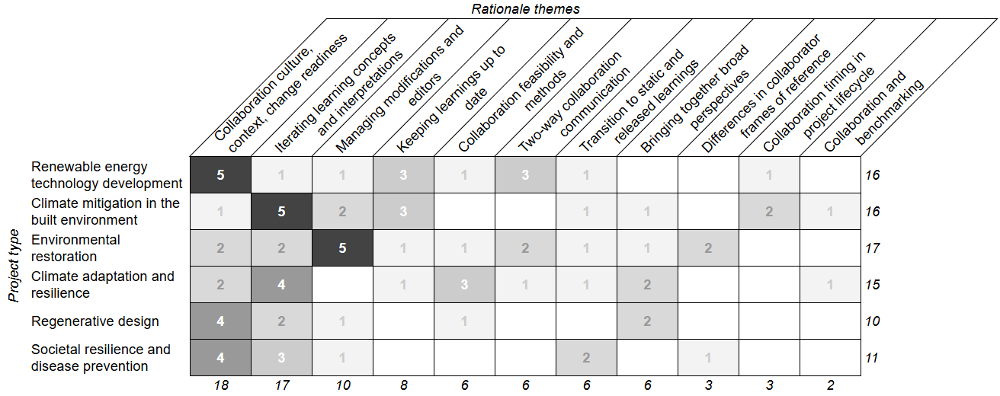 Rationale themes
Collaboration culture,
context, change readiness
Iterating learning concepts
and interpretations
Managing modifications and
editors
Keeping learnings up to
date
Collaboration feasibility and
methods
Two-way collaboration
communication
Transition to static and
released learnings
Bringing together broad
perspectives
Differences in collaborator
frames of reference
Collaboration timing in
project lifecycle
Collaboration and
benchmarking
Project type
Renewable energy
technology development
5 1 1 3 1 3 1 1 16
Climate mitigation in the
built environment
1 5 2 3 1 1 2 1 16
Environmental
restoration
2 2 5 1 1 2 1 1 2 17
Climate adaptation and
resilience
2 4 1 3 1 1 2 1 15
Regenerative design
4 2 1 1 2 10
Societal resilience and
disease prevention
4 3 1 2 1 11
18 17 10 8 6 6 6 6 3 3 2